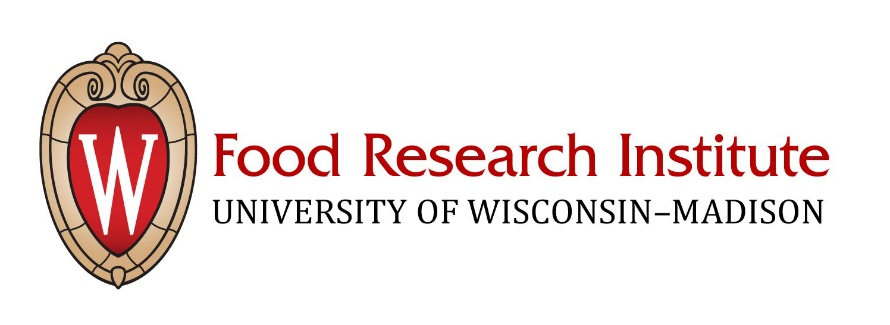 W
Food Research Institute
UNIVERSITY OF WISCONSIN–MADISON